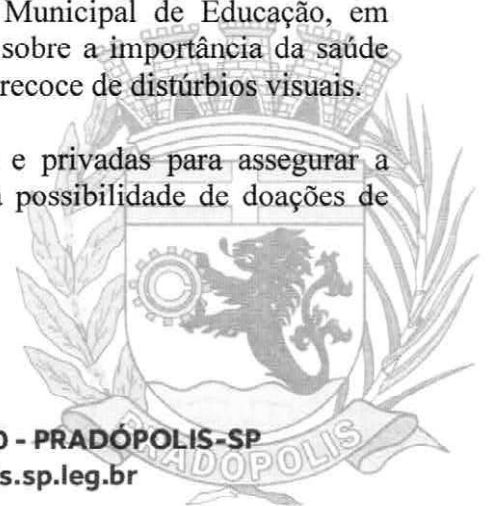 Municipal de Educação, em
sobre a importância da saúde
recoce de distúrbios visuais.
e privadas para assegurar a
possibilidade de doações de
0 - PRADÓPOLIS-SP
s.sp.leg.br
PRADÓPOLIS